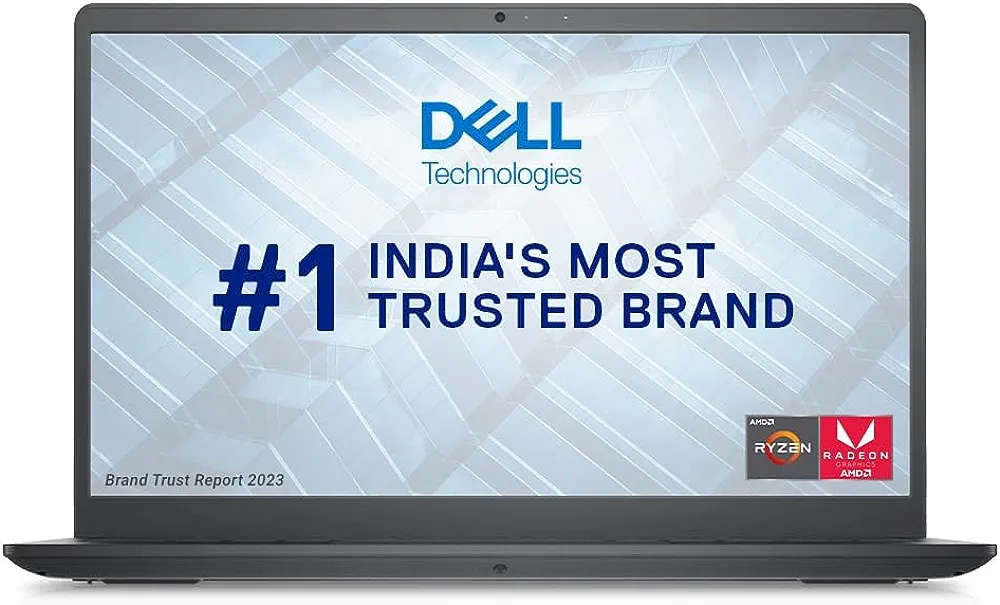 DELL
Technologies
#1 INDIA'S MOST
TRUSTED BRAND
Brand Trust Report 2023
AMD
RYZEN
RADEON
GRAPHICS
AMD